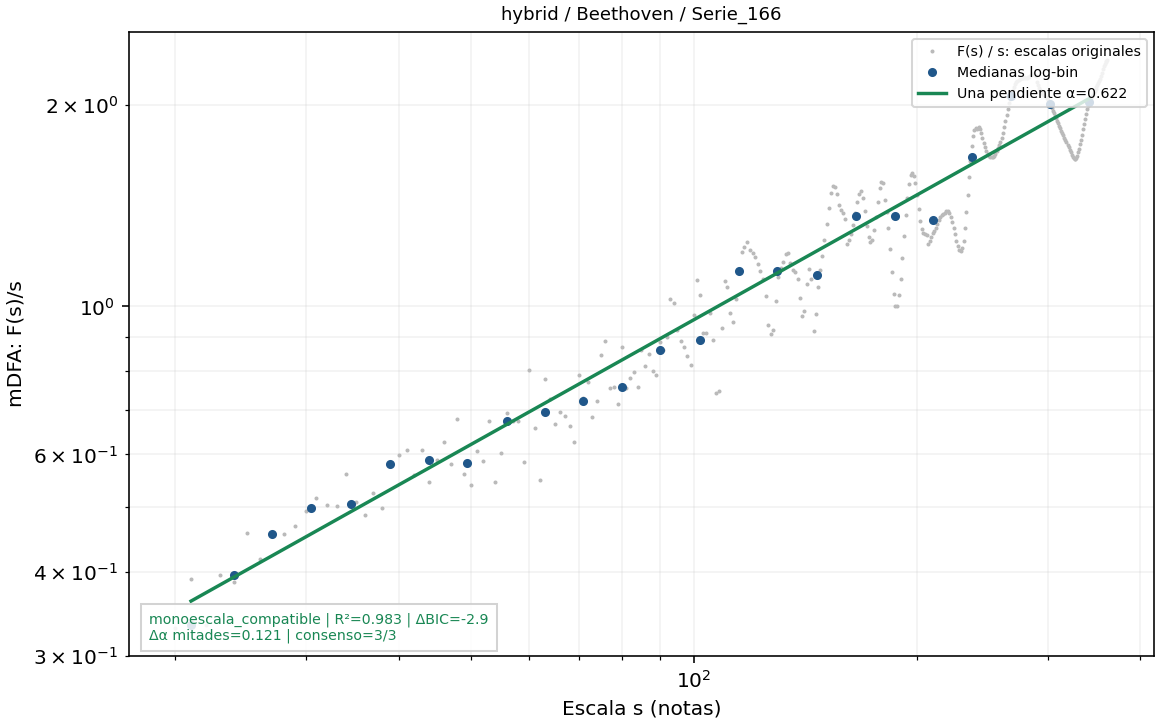 hybrid / Beethoven / Serie_166
F(s) / s: escalas originales
Medianas log-bin
Una pendiente α=0.622
2 × 10⁰
10⁰
6 × 10⁻¹
4 × 10⁻¹
3 × 10⁻¹
mDFA: F(s)/s
monoescala_compatible | R²=0.983 | ΔBIC=-2.9
Δα mitades=0.121 | consenso=3/3
10²
Escala s (notas)